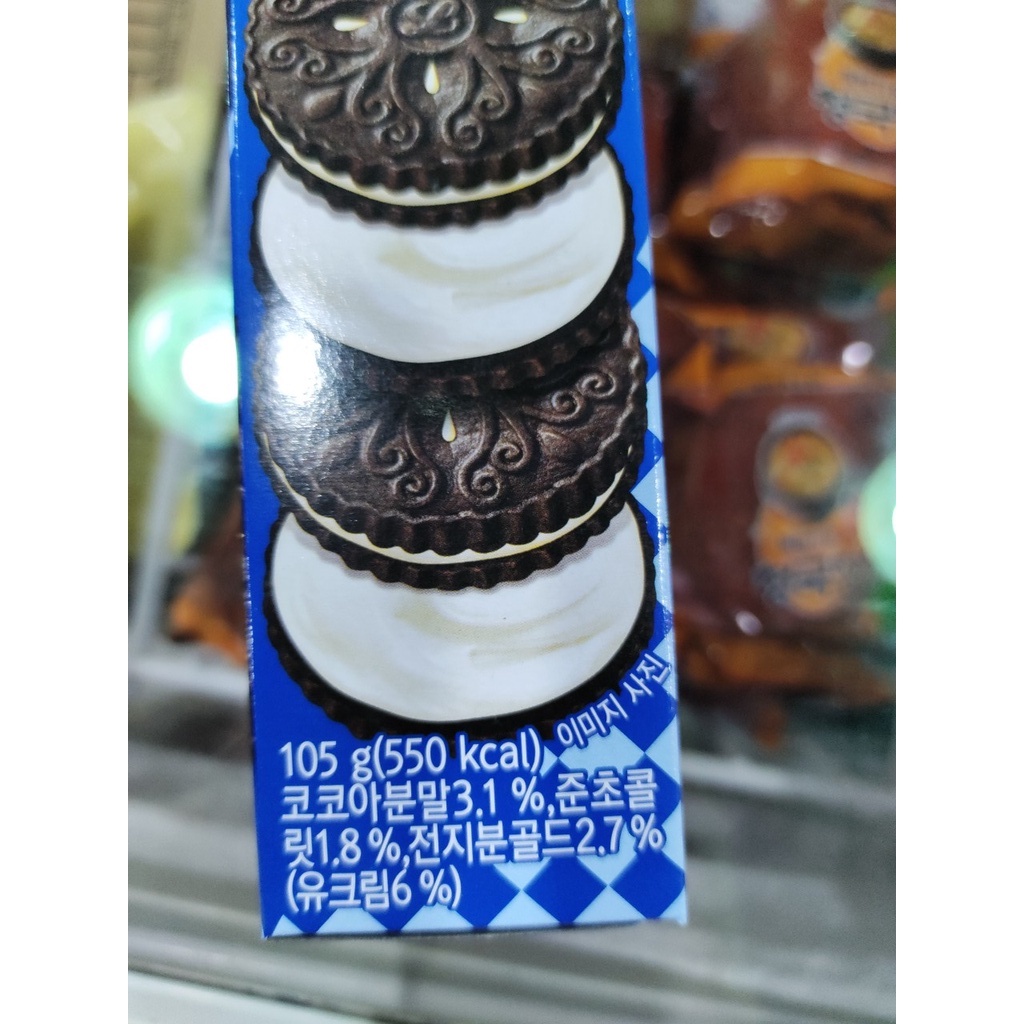 이미지 사진
105 g(550 kcal)
코코아분말3.1 %,준초콜
릿1.8 %,전지분골드2.7 %
(유크림6 %)